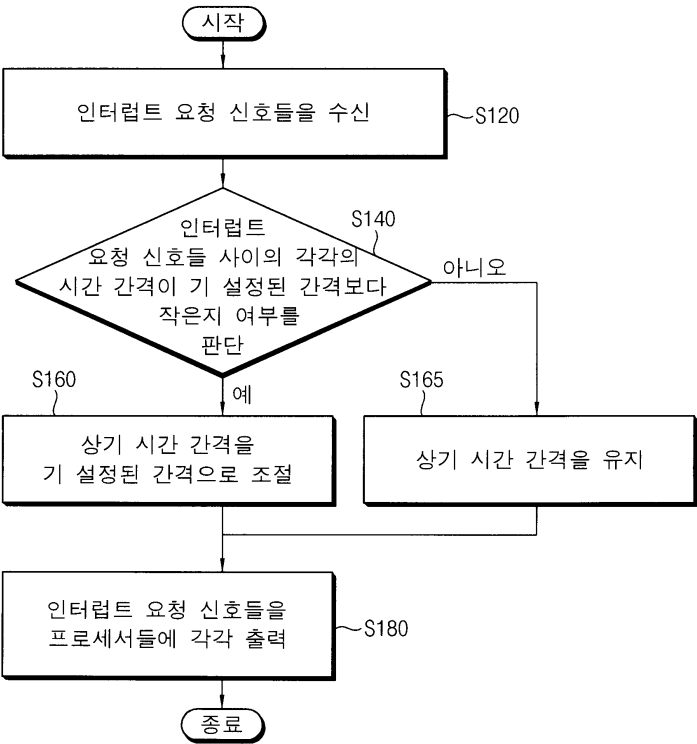 시작
인터럽트 요청 신호들을 수신
S120
S140
인터럽트
요청 신호들 사이의 각각의
시간 간격이 기 설정된 간격보다
작은지 여부를
판단
아니오
예
S160
상기 시간 간격을
기 설정된 간격으로 조절
S165
상기 시간 간격을 유지
인터럽트 요청 신호들을
프로세서들에 각각 출력
S180
종료